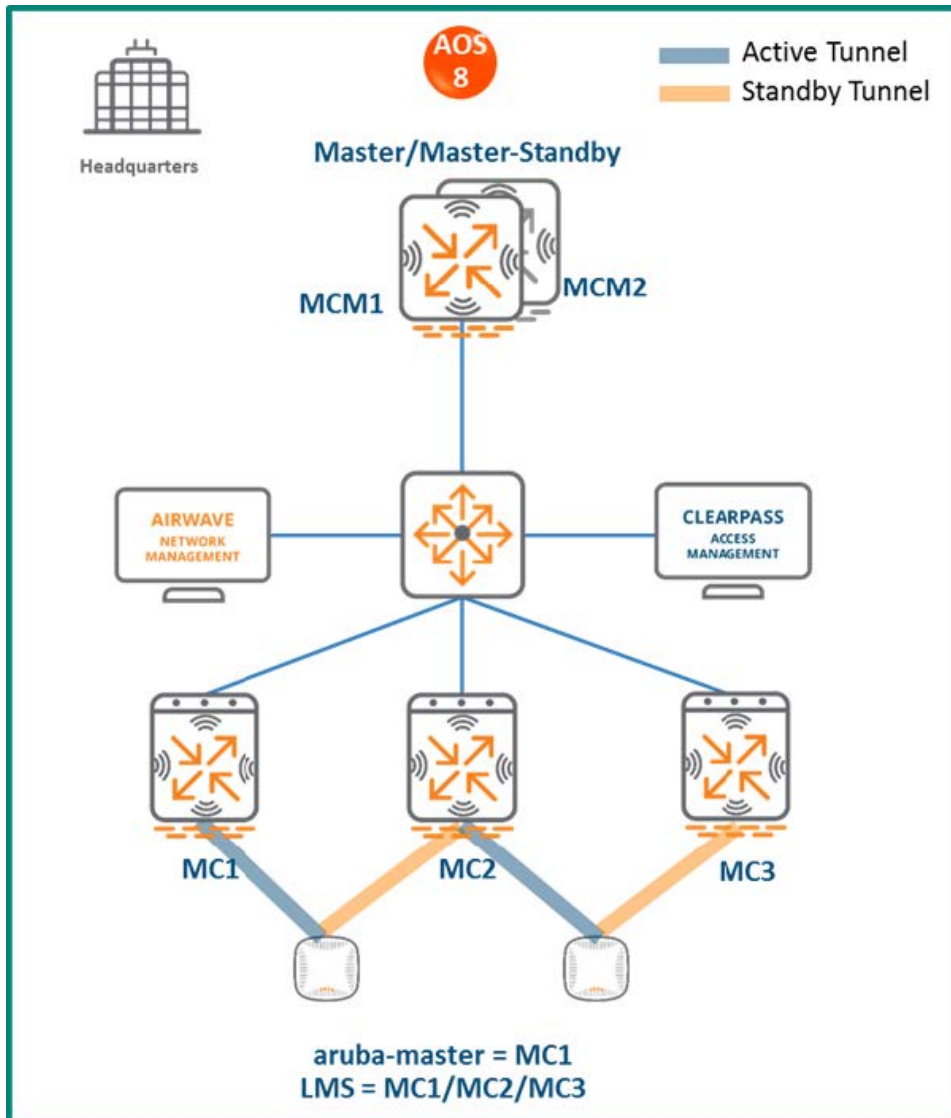 AOS
8
Active Tunnel
Standby Tunnel
Headquarters
Master/Master-Standby
MCM1
MCM2
AIRWAVE
NETWORK
MANAGEMENT
CLEARPASS
ACCESS
MANAGEMENT
MC1
MC2
MC3
aruba-master = MC1
LMS = MC1/MC2/MC3